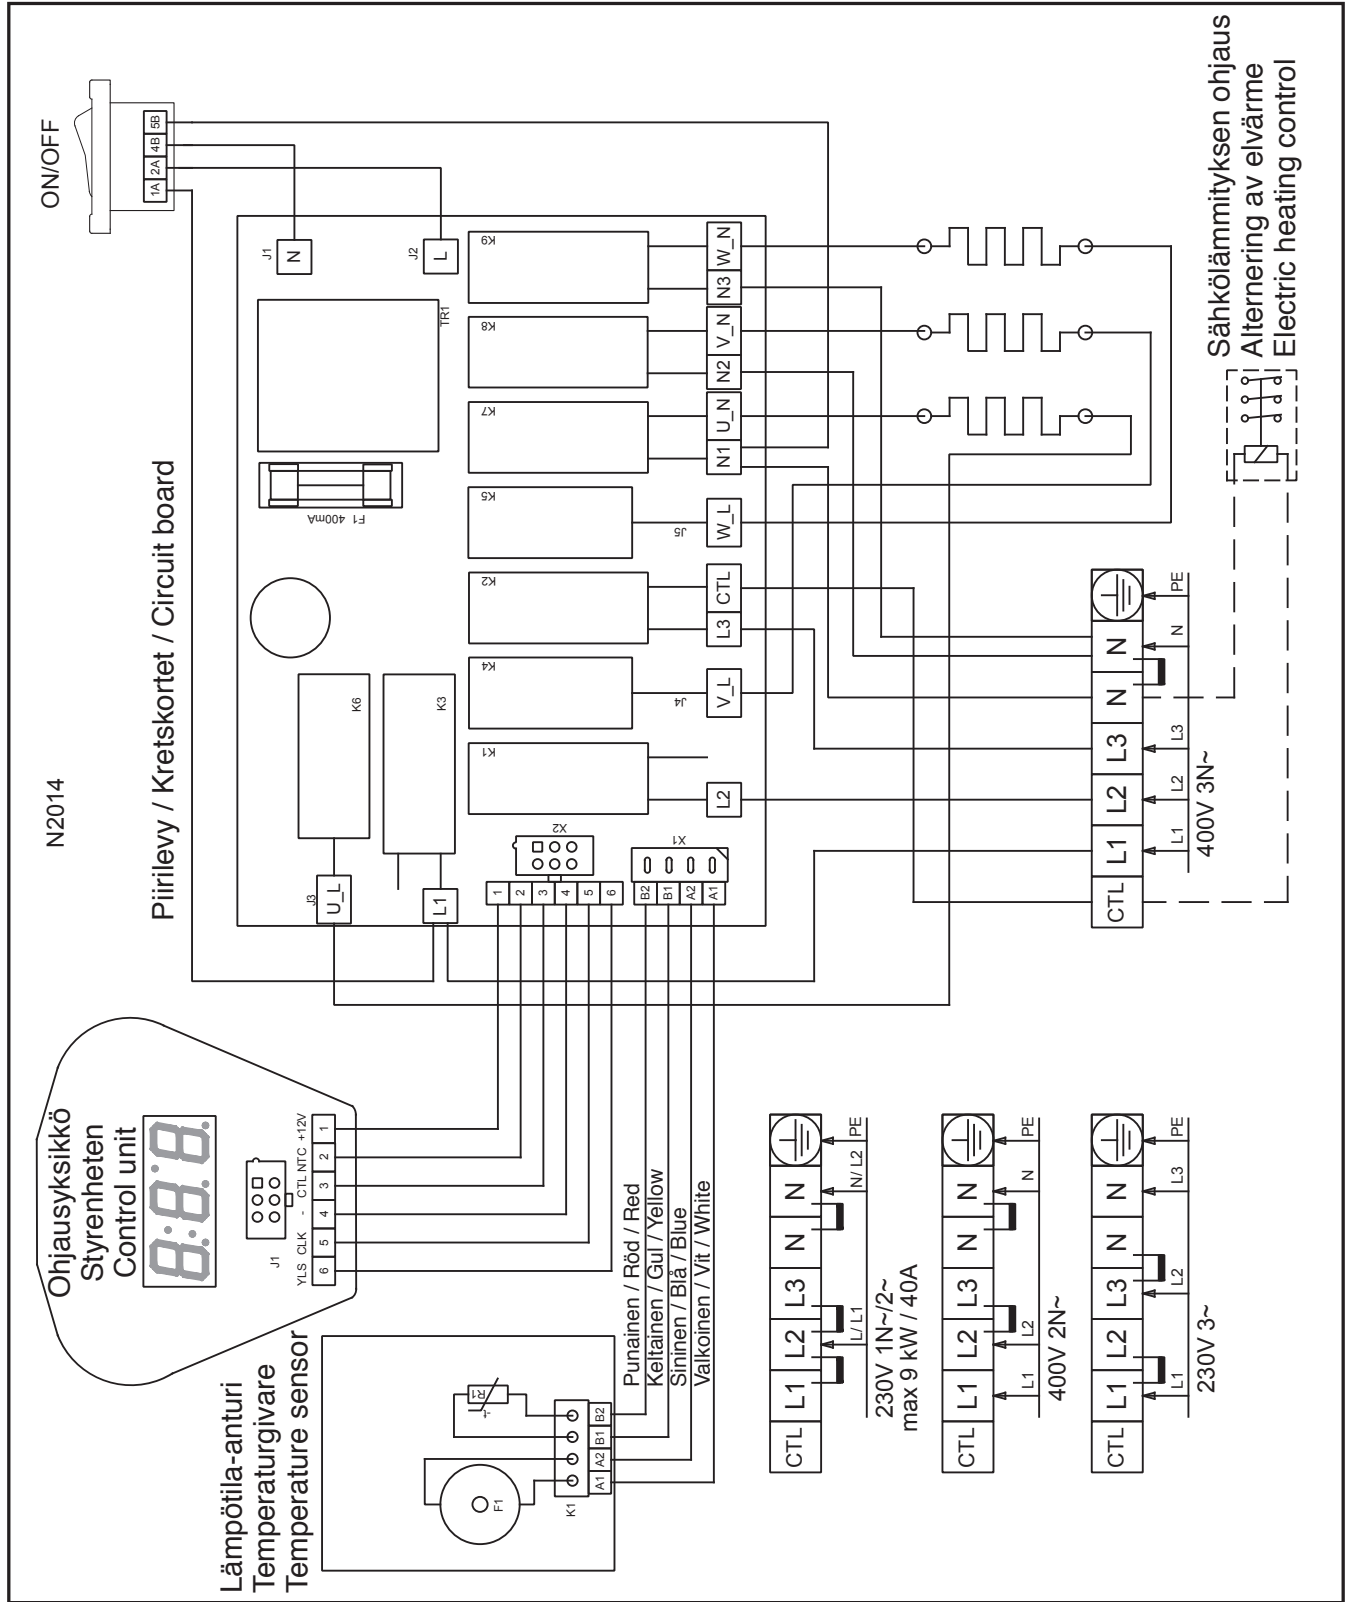 N2014
ON/OFF
1A
2A
4B
5B
Piirilevy / Kretskortet / Circuit board
J1
N
J2
L
TR1
F1 400mA
K9
W_N
N3
K8
V_N
N2
K7
U_N
N1
K5
J5
W_L
K2
CTL
L3
K4
J4
V_L
K1
L2
K6
K3
J3
U_L
L1
X2
1
2
3
4
5
6
X1
B2
B1
A2
A1
Sähkölämmityksen ohjaus
Alternering av elvärme
Electric heating control
CTL
L1
L2
L3
N
N
L1
L2
L3
N
PE
400V 3N~
Ohjausyksikkö
Styrenheten
Control unit
8:8.8.
J1
YLS
CLK
-
CTL
NTC
+12V
6
5
4
3
2
1
Lämpötila-anturi
Temperaturgivare
Temperature sensor
R1
-t
F1
K1
A1
A2
B1
B2
Punainen / Röd / Red
Keltainen / Gul / Yellow
Sininen / Blå / Blue
Valkoinen / Vit / White
CTL
L1
L2
L3
N
N
L/ L1
N/ L2
PE
230V 1N~/2~
max 9 kW / 40A
CTL
L1
L2
L3
N
N
L1
L2
N
PE
400V 2N~
CTL
L1
L2
L3
N
N
L1
L2
L3
PE
230V 3~